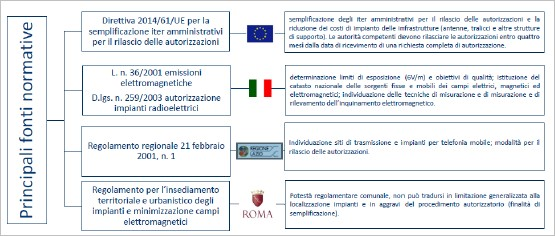 Principali fonti normative
Direttiva 2014/61/UE per la
semplificazione iter amministrativi
per il rilascio delle autorizzazioni
semplificazione degli iter amministrativi per il rilascio delle autorizzazioni e la
riduzione dei costi di impianto delle infrastrutture (antenne, tralicci e altre strutture
di supporto). Le autorità competenti devono rilasciare le autorizzazioni entro quattro
mesi dalla data di ricevimento di una richiesta completa di autorizzazione.
L. n. 36/2001 emissioni
elettromagnetiche
D.lgs. n. 259/2003 autorizzazione
impianti radioelettrici
determinazione limiti di esposizione (6V/m) e obiettivi di qualità; istituzione del
catasto nazionale delle sorgenti fisse e mobili dei campi elettrici, magnetici ed
elettromagnetici; individuazione delle tecniche di misurazione e di misurazione e di
rilevamento dell'inquinamento elettromagnetico.
Regolamento regionale 21 febbraio
2001, n. 1
REGIONE
LAZIO
Individuazione siti di trasmissione e impianti per telefonia mobile; modalità per il
rilascio delle autorizzazioni.
Regolamento per l'insediamento
territoriale e urbanistico degli
impianti e minimizzazione campi
elettromagnetici
ROMA
Potestà regolamentare comunale, non può tradursi in limitazione generalizzata alla
localizzazione impianti e in aggravi del procedimento autorizzatorio (finalità di
semplificazione).